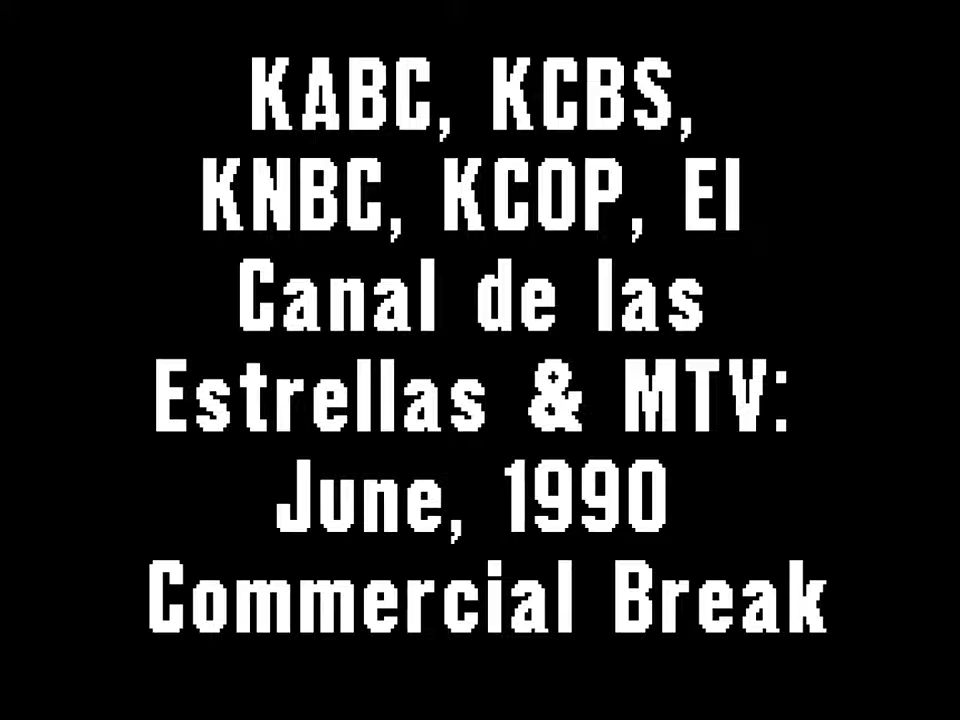 KABC, KCBS,
KNBC, KCOP, El
Canal de las
Estrellas & MTV:
June, 1990
Commercial Break